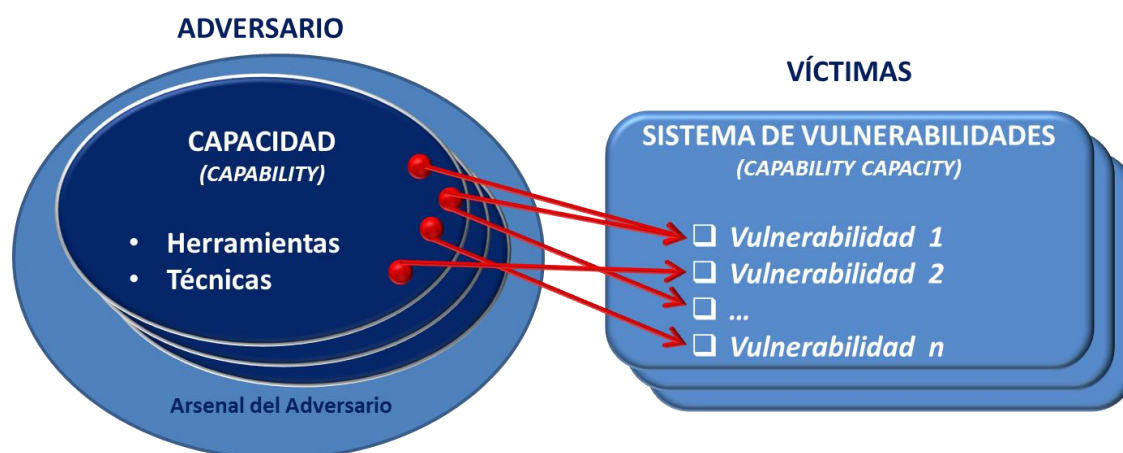 ADVERSARIO
CAPACIDAD
(CAPABILITY)
• Herramientas
• Técnicas
Arsenal del Adversario
VÍCTIMAS
SISTEMA DE VULNERABILIDADES
(CAPABILITY CAPACITY)
❑ Vulnerabilidad 1
❑ Vulnerabilidad 2
❑ ...
❑ Vulnerabilidad n